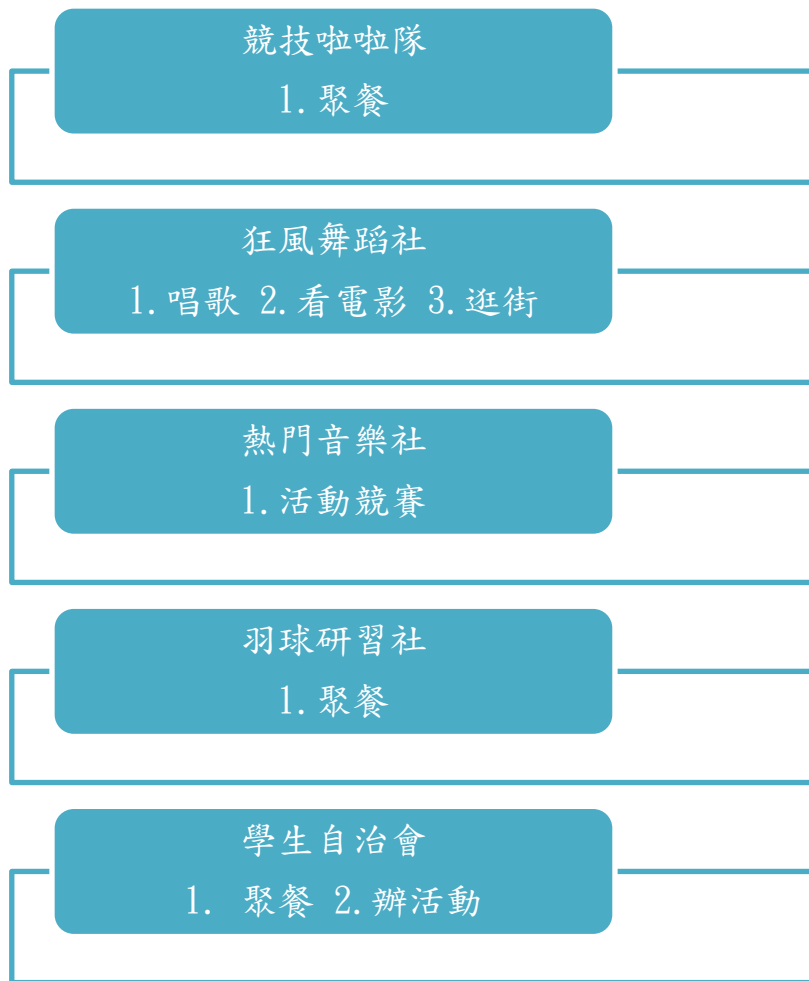 競技啦啦隊
1.聚餐
狂風舞蹈社
1.唱歌 2.看電影 3.逛街
熱門音樂社
1.活動競賽
羽球研習社
1.聚餐
學生自治會
1. 聚餐 2.辦活動